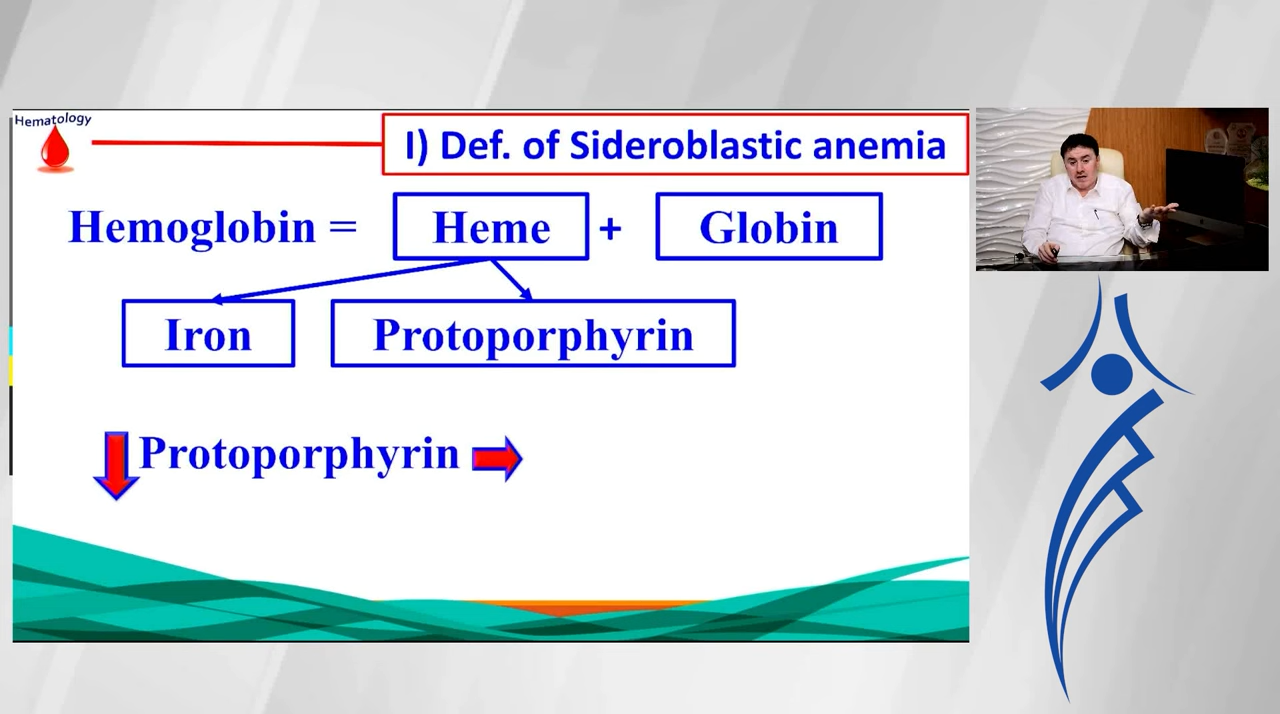 Hematology
I) Def. of Sideroblastic anemia
Hemoglobin = Heme + Globin
Iron Protoporphyrin
Protoporphyrin